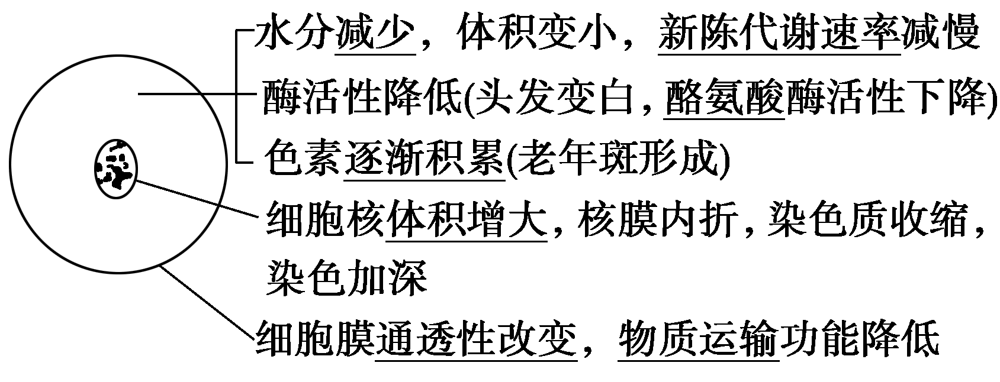 水分减少，体积变小，新陈代谢速率减慢
酶活性降低(头发变白，酪氨酸酶活性下降)
色素逐渐积累(老年斑形成)
细胞核体积增大，核膜内折，染色质收缩，
染色加深
细胞膜通透性改变，物质运输功能降低